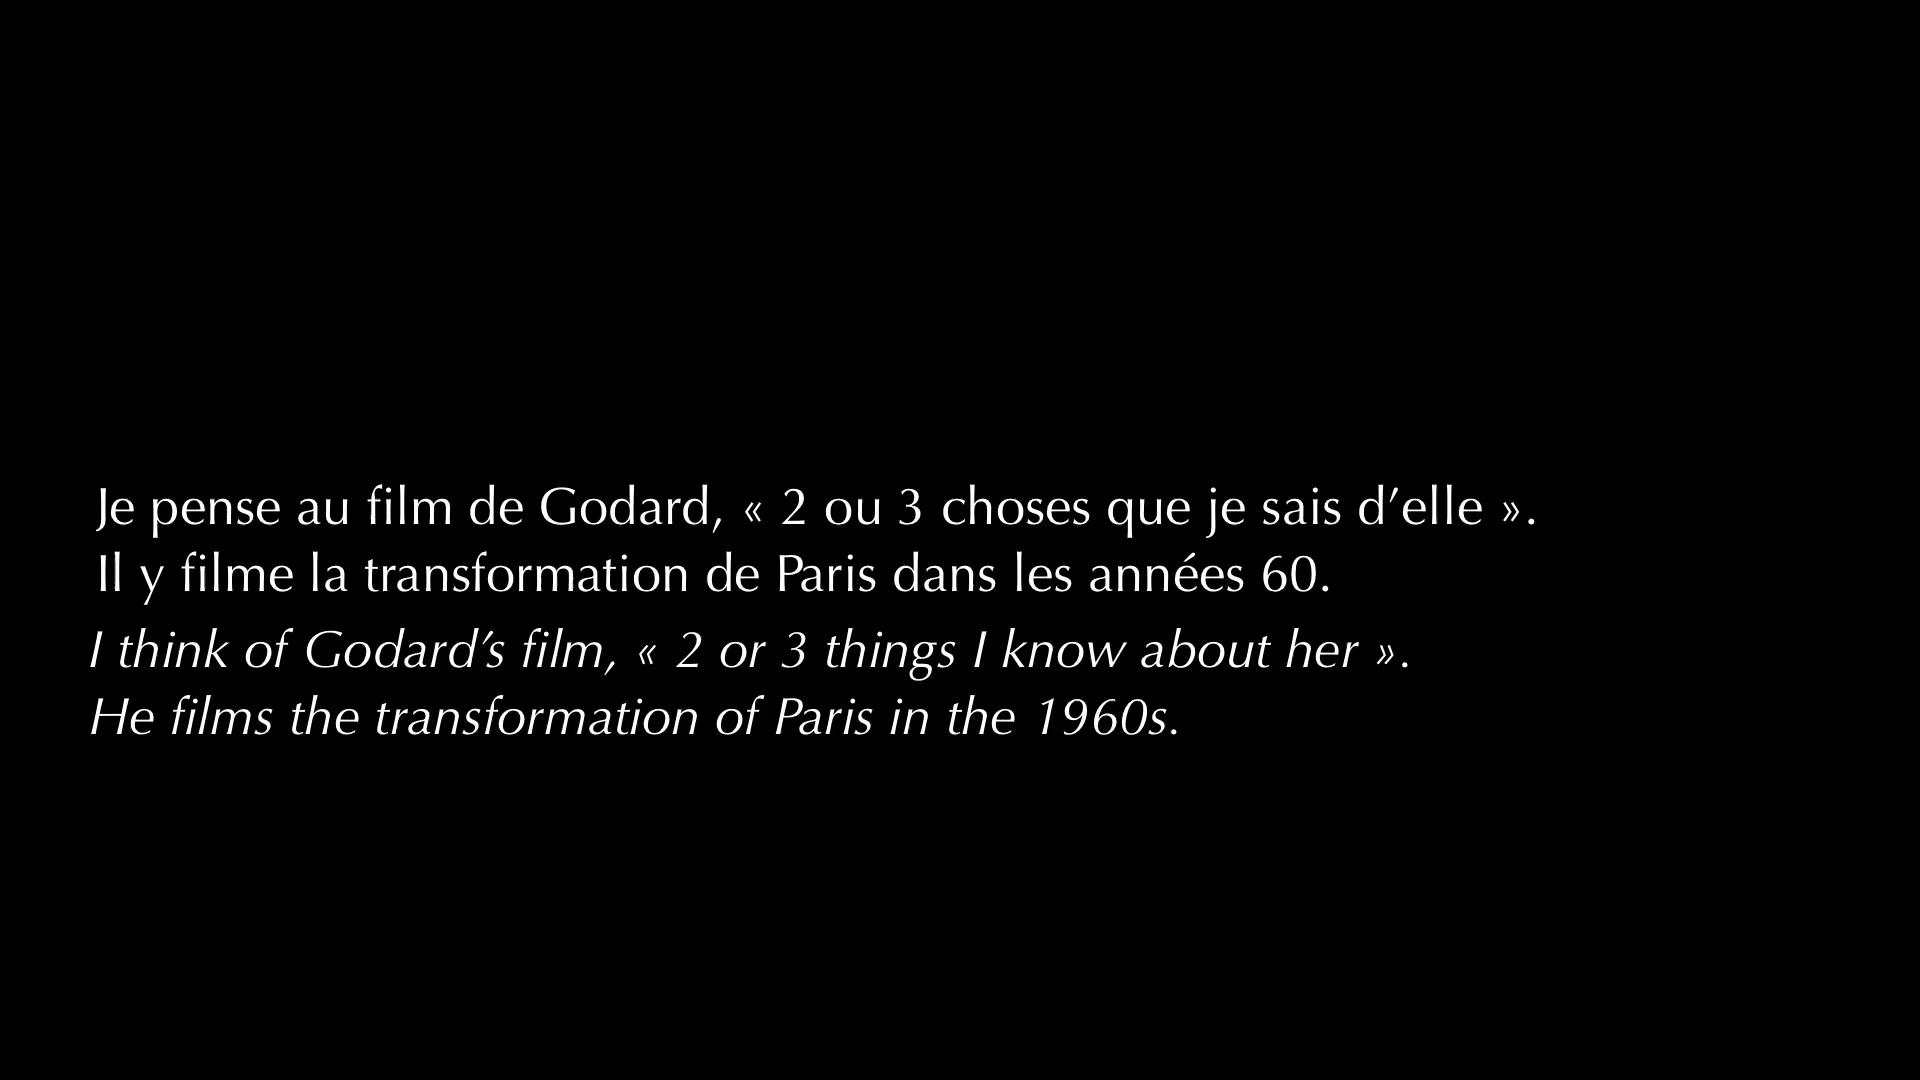 Je pense au film de Godard, « 2 ou 3 choses que je sais d’elle ».
Il y filme la transformation de Paris dans les années 60.
I think of Godard’s film, « 2 or 3 things I know about her ».
He films the transformation of Paris in the 1960s.